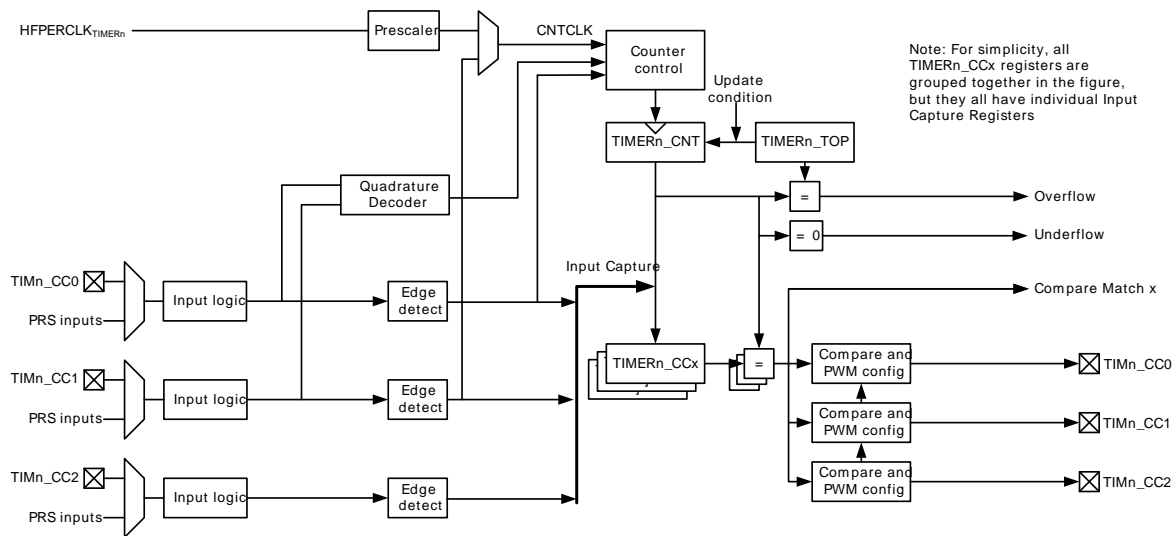 HFPERCLKTIMERn
Prescaler
CNTCLK
Counter
control
Note: For simplicity, all
TIMERn_CCx registers are
grouped together in the figure,
but they all have individual Input
Capture Registers
Update
condition
TIMERn_CNT
TIMERn_TOP
Quadrature
Decoder
=
Overflow
= 0
Underflow
TIMn_CC0
PRS inputs
Input logic
Edge
detect
Input Capture
Compare Match x
TIMERn_CCx
=
Compare and
PWM config
TIMn_CC0
TIMn_CC1
PRS inputs
Input logic
Edge
detect
Compare and
PWM config
TIMn_CC1
TIMn_CC2
PRS inputs
Input logic
Edge
detect
Compare and
PWM config
TIMn_CC2